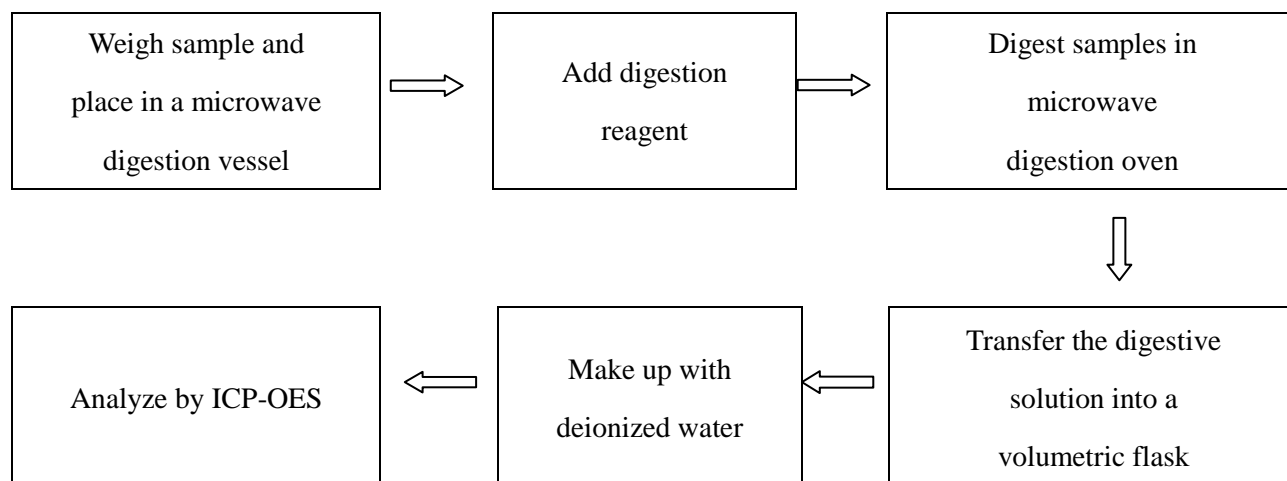 Weigh sample and
place in a microwave
digestion vessel
Add digestion
reagent
Digest samples in
microwave
digestion oven
Transfer the digestive
solution into a
volumetric flask
Make up with
deionized water
Analyze by ICP-OES